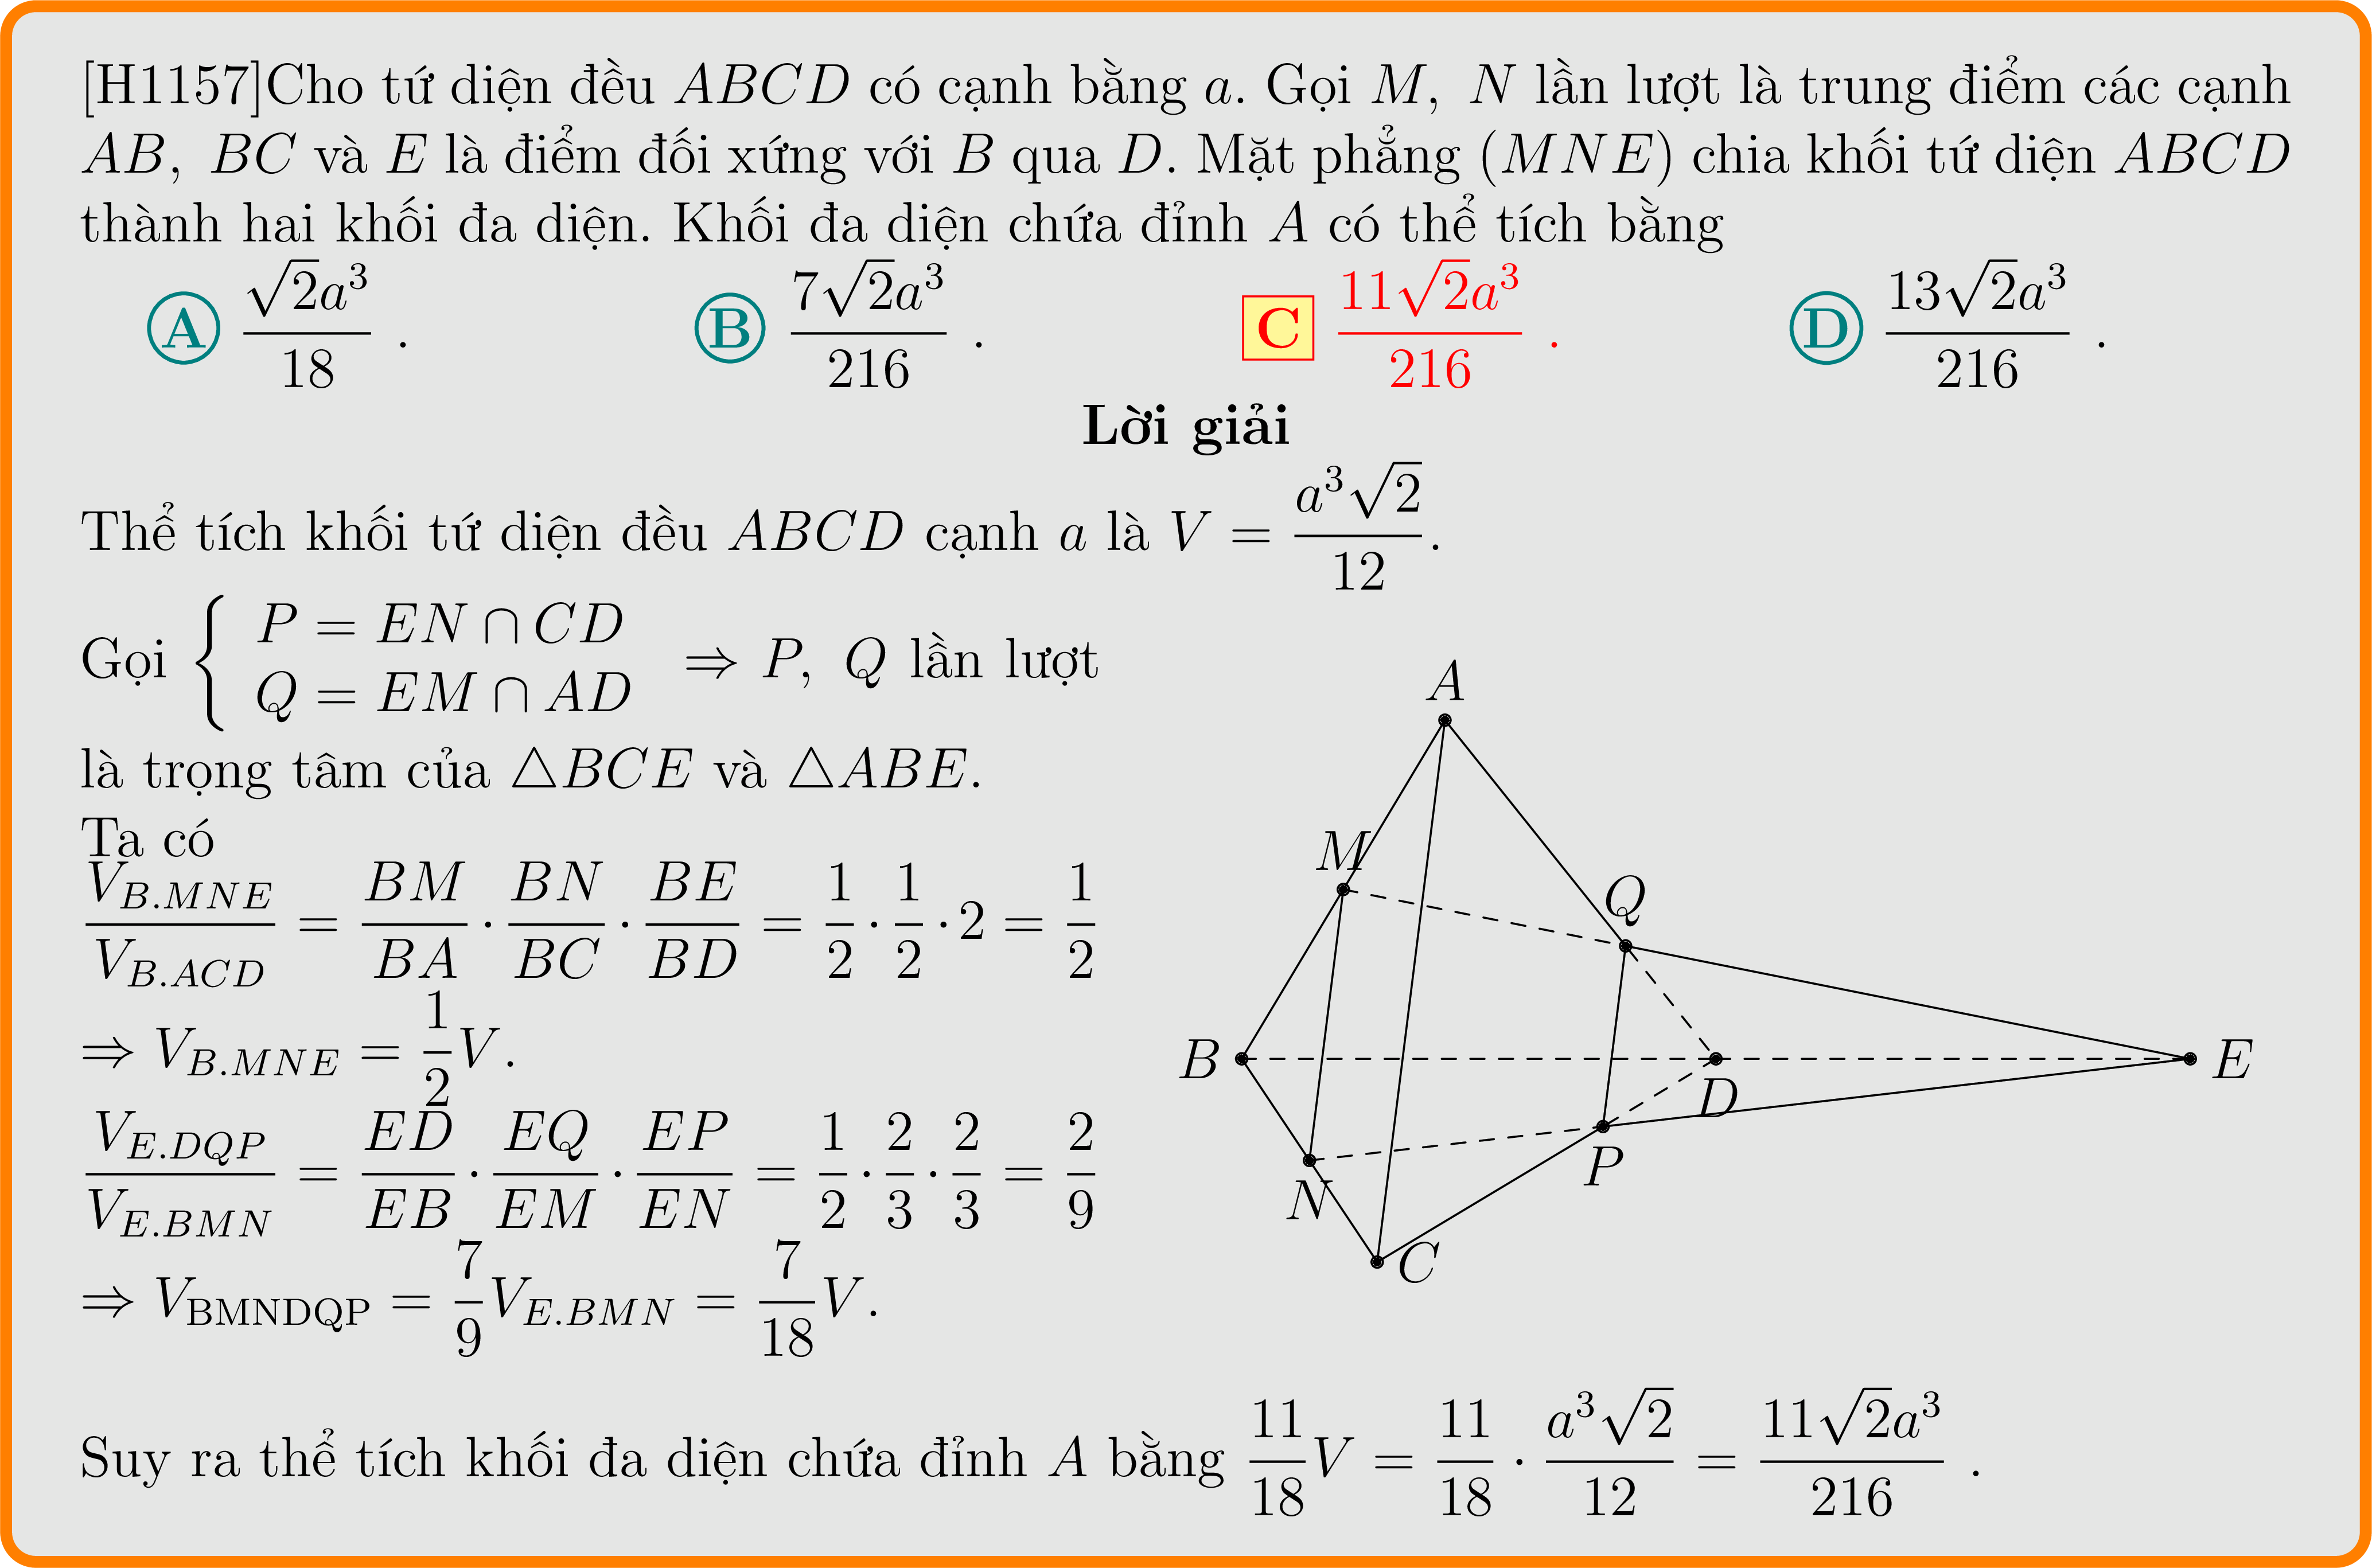 [H1157]Cho tứ diện đều $ABCD$ có cạnh bằng $a$. Gọi $M,\ N$ lần lượt là trung điểm các cạnh
$AB,\ BC$ và $E$ là điểm đối xứng với $B$ qua $D$. Mặt phẳng $(MNE)$ chia khối tứ diện $ABCD$
thành hai khối đa diện. Khối đa diện chứa đỉnh $A$ có thể tích bằng
A $\frac{\sqrt{2}a^3}{18}$ . B $\frac{7\sqrt{2}a^3}{216}$ . C $\frac{11\sqrt{2}a^3}{216}$ . D $\frac{13\sqrt{2}a^3}{216}$ .
Lời giải
Thể tích khối tứ diện đều $ABCD$ cạnh $a$ là $V = \frac{a^3\sqrt{2}}{12}$.
Gọi $\begin{cases} P = EN \cap CD \\ Q = EM \cap AD \end{cases} \Rightarrow P,\ Q$ lần lượt
là trọng tâm của $\triangle BCE$ và $\triangle ABE$.
Ta có
$\frac{V_{B.MNE}}{V_{B.ACD}} = \frac{BM}{BA} \cdot \frac{BN}{BC} \cdot \frac{BE}{BD} = \frac{1}{2} \cdot \frac{1}{2} \cdot 2 = \frac{1}{2}$
$\Rightarrow V_{B.MNE} = \frac{1}{2}V$.
$\frac{V_{E.DQP}}{V_{E.BMN}} = \frac{ED}{EB} \cdot \frac{EQ}{EM} \cdot \frac{EP}{EN} = \frac{1}{2} \cdot \frac{2}{3} \cdot \frac{2}{3} = \frac{2}{9}$
$\Rightarrow V_{\mathrm{BMNDQP}} = \frac{7}{9}V_{E.BMN} = \frac{7}{18}V$.
A
M
Q
B
D
E
P
N
C
Suy ra thể tích khối đa diện chứa đỉnh $A$ bằng $\frac{11}{18}V = \frac{11}{18} \cdot \frac{a^3\sqrt{2}}{12} = \frac{11\sqrt{2}a^3}{216}$ .